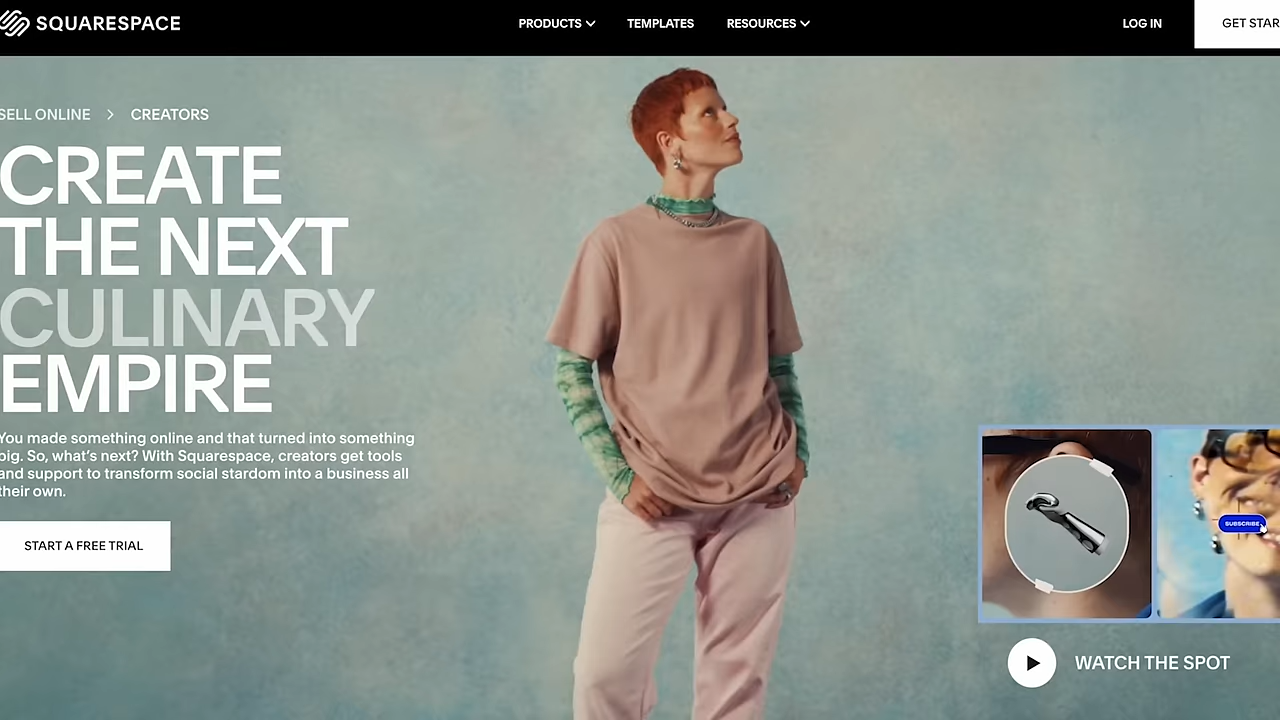 SQUARESPACE
PRODUCTS
TEMPLATES
RESOURCES
LOG IN
GET STAR
SELL ONLINE > CREATORS
CREATE
THE NEXT
CULINARY
EMPIRE
You made something online and that turned into something
big. So, what's next? With Squarespace, creators get tools
and support to transform social stardom into a business all
their own.
START A FREE TRIAL
SUBSCRIBE
WATCH THE SPOT